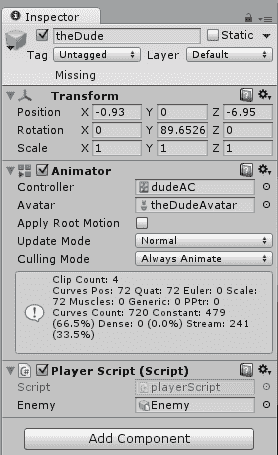 Inspector
theDude Static
Tag Untagged Layer Default
Missing
Transform
Position X -0.93 Y 0 Z -6.95
Rotation X 0 Y 89.6526 Z 0
Scale X 1 Y 1 Z 1
Animator
Controller dudeAC
Avatar theDudeAvatar
Apply Root Motion
Update Mode Normal
Culling Mode Always Animate
Clip Count: 4
Curves Pos: 72 Quat: 72 Euler: 0 Scale:
72 Muscles: 0 Generic: 0 PPtr: 0
Curves Count: 720 Constant: 479
(66.5%) Dense: 0 (0.0%) Stream: 241
(33.5%)
Player Script (Script)
Script playerScript
Enemy Enemy
Add Component